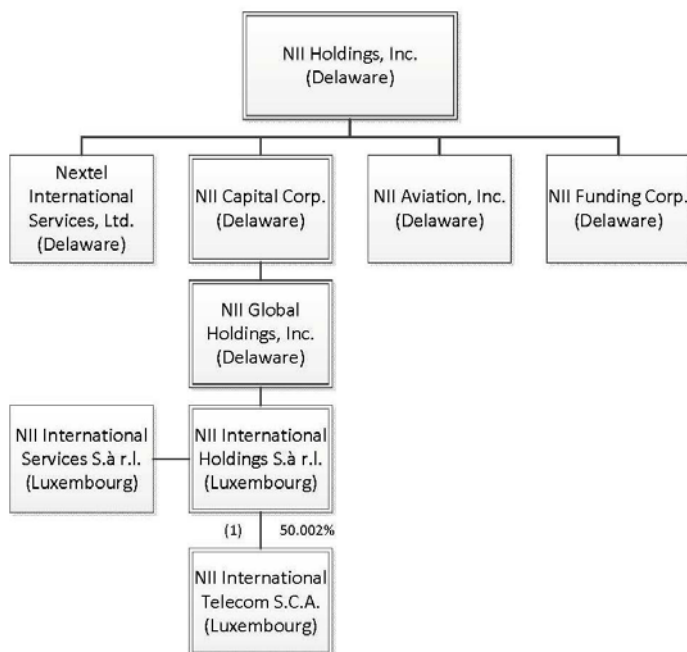 NII Holdings, Inc.
(Delaware)
Nextel
International
Services, Ltd.
(Delaware)
NII Capital Corp.
(Delaware)
NII Aviation, Inc.
(Delaware)
NII Funding Corp.
(Delaware)
NII Global
Holdings, Inc.
(Delaware)
NII International
Services S.à r.l.
(Luxembourg)
NII International
Holdings S.à r.l.
(Luxembourg)
(1) 50.002%
NII International
Telecom S.C.A.
(Luxembourg)